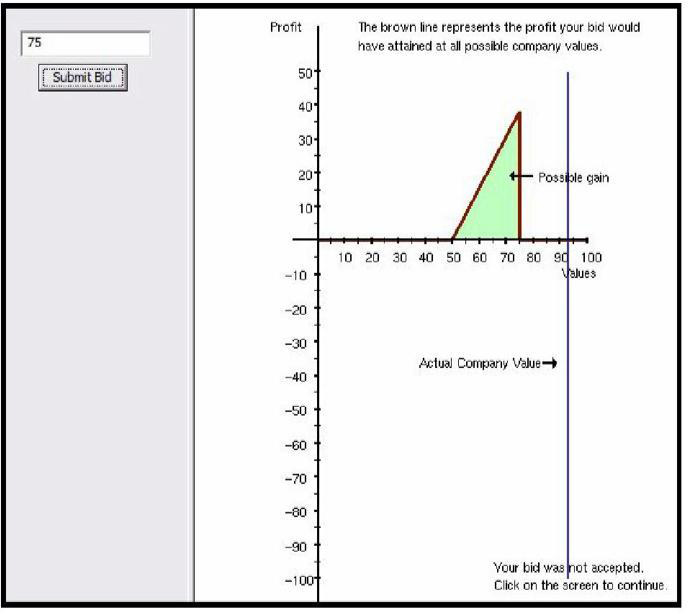 75
Submit Bid
Profit
The brown line represents the profit your bid would
have attained at all possible company values.
50
40
30
20
Possible gain
10
10 20 30 40 50 60 70 80 90 100
Values
-10
-20
-30
Actual Company Value
-40
-50
-60
-70
-80
-90
Your bid was not accepted.
-100
Click on the screen to continue.